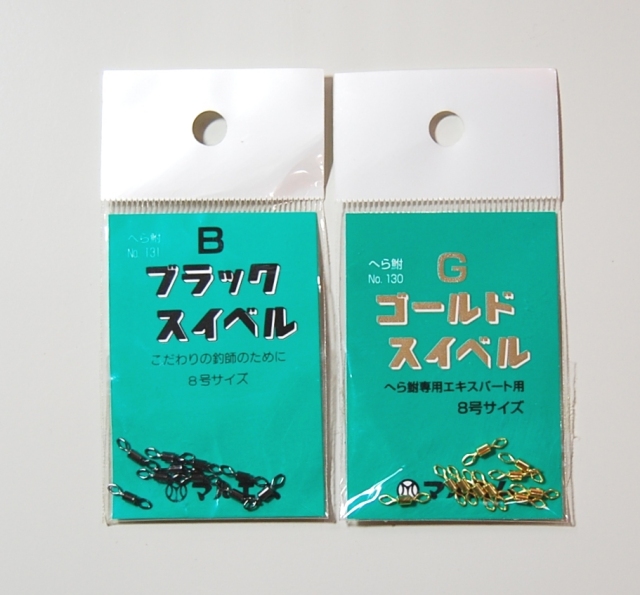 へら鮒
No. 131
B
ブラック
スイベル
こだわりの釣師のために
8号サイズ
へら鮒
No. 130
G
ゴールド
スイベル
へら鮒専用エキスパート用
8号サイズ